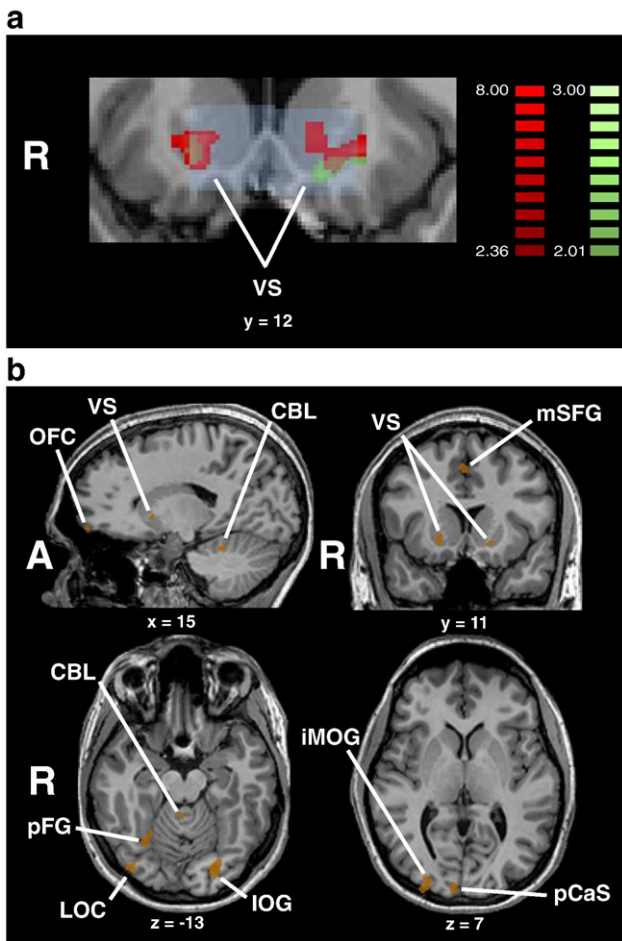 a
R
8.00 3.00
2.36 2.01
VS
y = 12
b
VS CBL
OFC
A
x = 15
VS mSFG
R
y = 11
CBL
R
pFG
LOC IOG
z = -13
iMOG
pCaS
z = 7